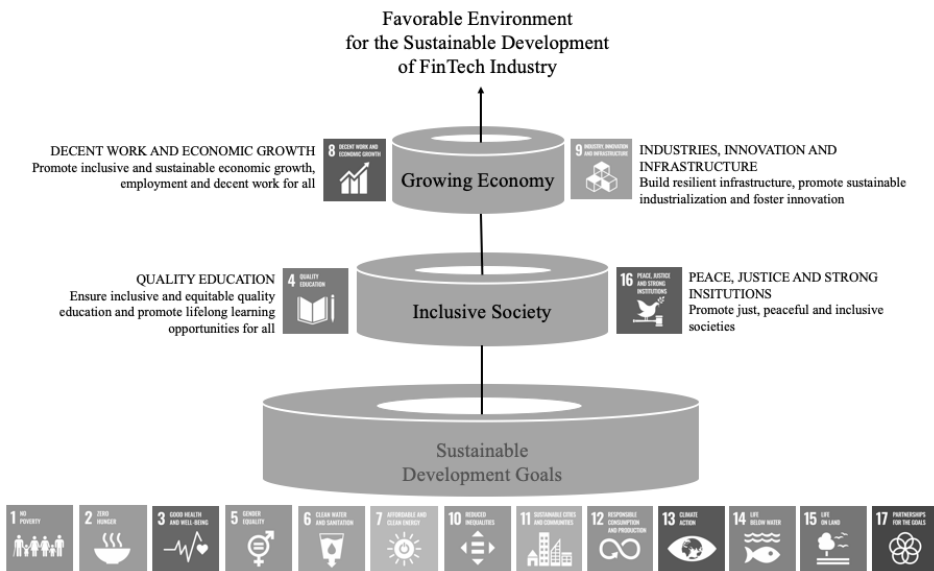 Favorable Environment
for the Sustainable Development
of FinTech Industry
DECENT WORK AND ECONOMIC GROWTH
Promote inclusive and sustainable economic growth,
employment and decent work for all
8 DECENT WORK AND
ECONOMIC GROWTH
Growing Economy
9 INDUSTRY, INNOVATION
AND INFRASTRUCTURE
INDUSTRIES, INNOVATION AND
INFRASTRUCTURE
Build resilient infrastructure, promote sustainable
industrialization and foster innovation
QUALITY EDUCATION
Ensure inclusive and equitable quality
education and promote lifelong learning
opportunities for all
4 QUALITY
EDUCATION
Inclusive Society
16 PEACE, JUSTICE
AND STRONG
INSTITUTIONS
PEACE, JUSTICE AND STRONG
INSITUTIONS
Promote just, peaceful and inclusive
societies
Sustainable
Development Goals
1 NO
POVERTY
2 ZERO
HUNGER
3 GOOD HEALTH
AND WELL-BEING
5 GENDER
EQUALITY
6 CLEAN WATER
AND SANITATION
7 AFFORDABLE AND
CLEAN ENERGY
10 REDUCED
INEQUALITIES
11 SUSTAINABLE CITIES
AND COMMUNITIES
12 RESPONSIBLE
CONSUMPTION
AND PRODUCTION
13 CLIMATE
ACTION
14 LIFE
BELOW WATER
15 LIFE
ON LAND
17 PARTNERSHIPS
FOR THE GOALS